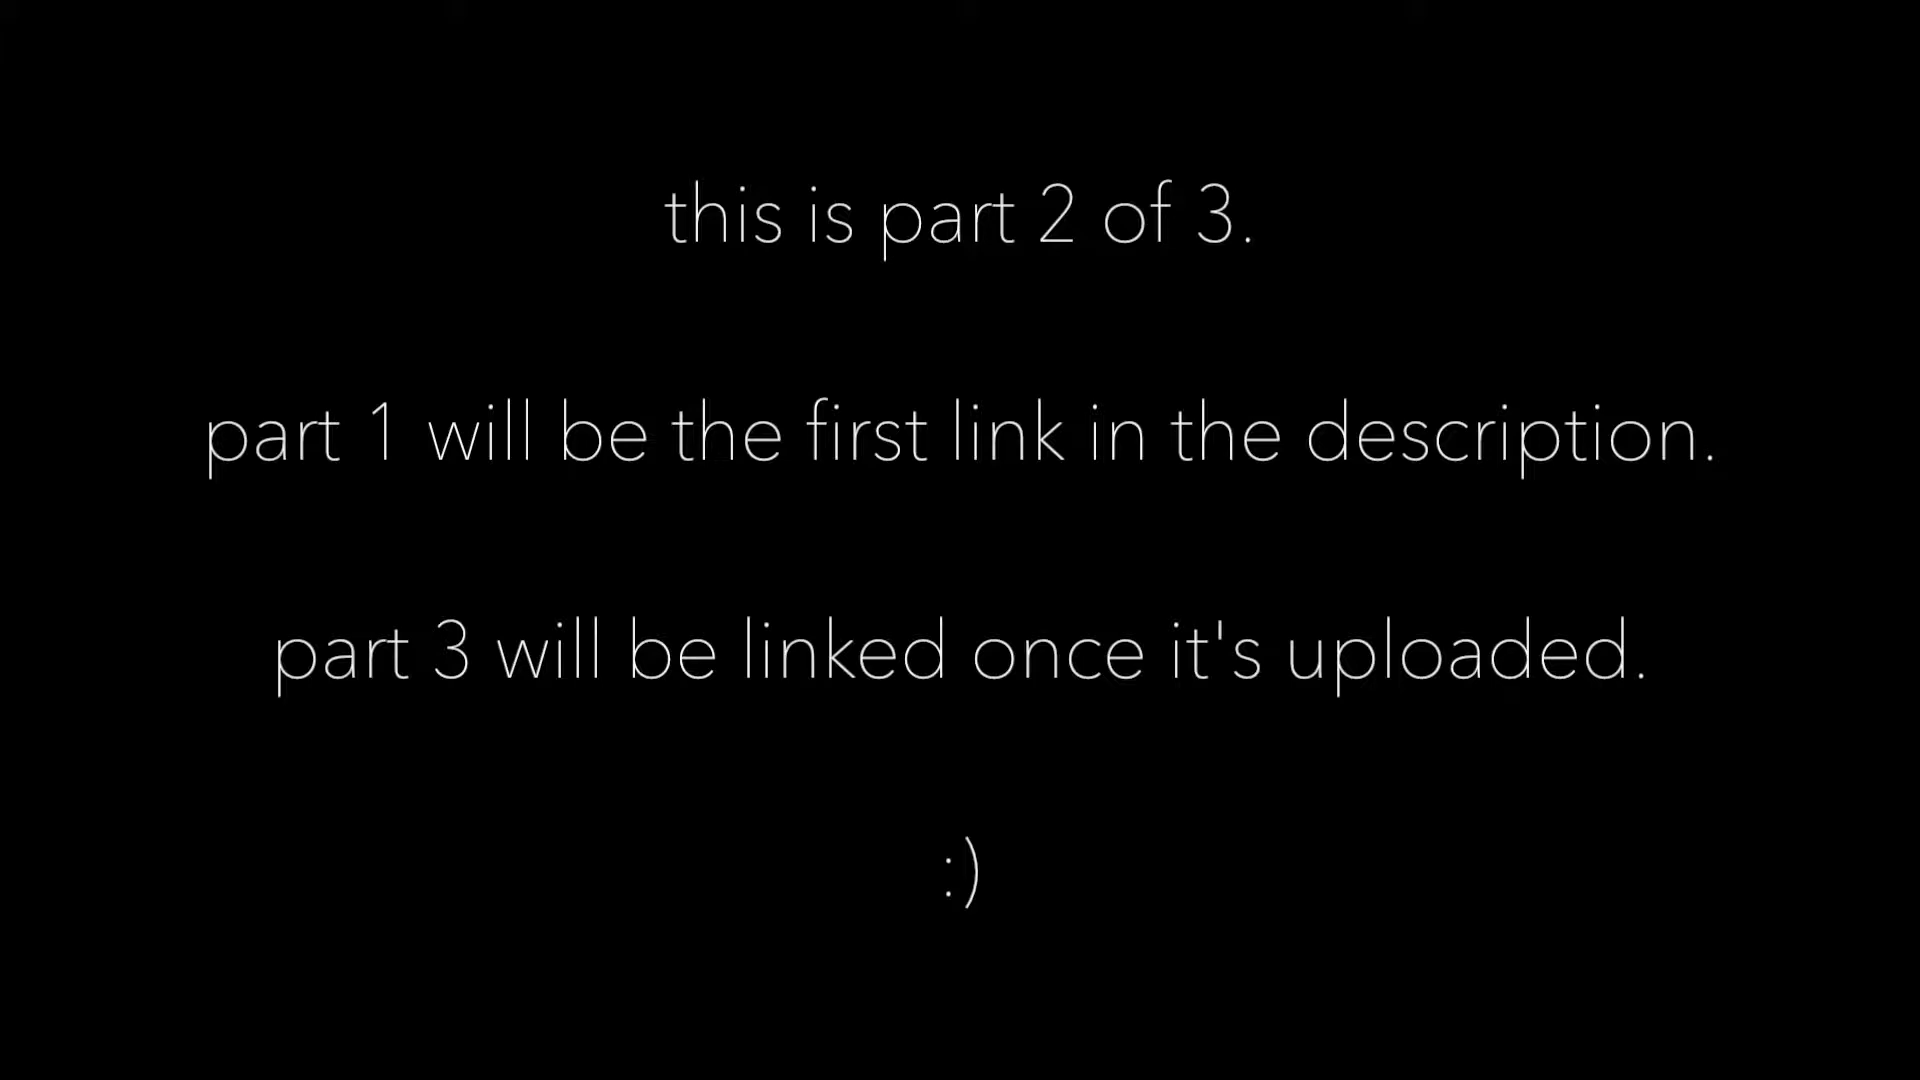 this is part 2 of 3.
part 1 will be the first link in the description.
part 3 will be linked once it's uploaded.
:)